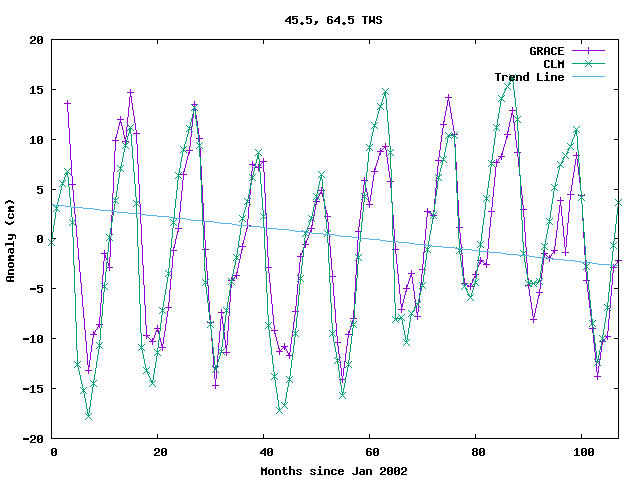 45.5, 64.5 TWS
GRACE
CLM
Trend Line
20
15
10
5
0
-5
-10
-15
-20
Anomaly (cm)
0 20 40 60 80 100
Months since Jan 2002